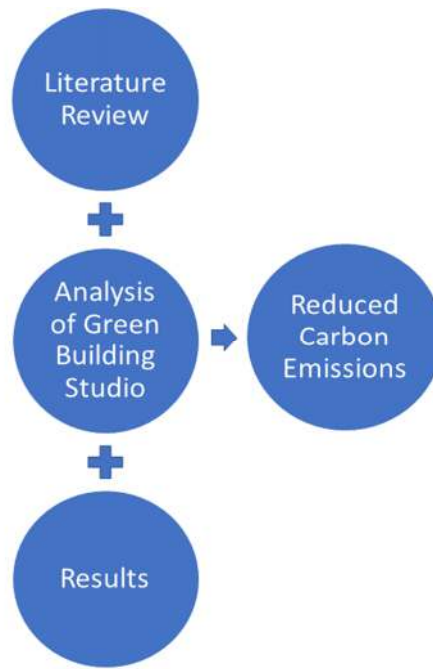 Literature
Review
Analysis
of Green
Building
Studio
Reduced
Carbon
Emissions
Results